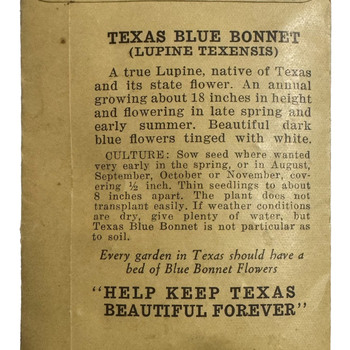 TEXAS BLUE BONNET
(LUPINE TEXENSIS)
A true Lupine, native of Texas
and its state flower. An annual
growing about 18 inches in height
and flowering in late spring and
early summer. Beautiful dark
blue flowers tinged with white.
CULTURE: Sow seed where wanted
very early in the spring, or in August,
September, October or November, cov-
ering ½ inch. Thin seedlings to about
8 inches apart. The plant does not
transplant easily. If weather conditions
are dry, give plenty of water, but
Texas Blue Bonnet is not particular as
to soil.
Every garden in Texas should have a
bed of Blue Bonnet Flowers
"HELP KEEP TEXAS
BEAUTIFUL FOREVER"